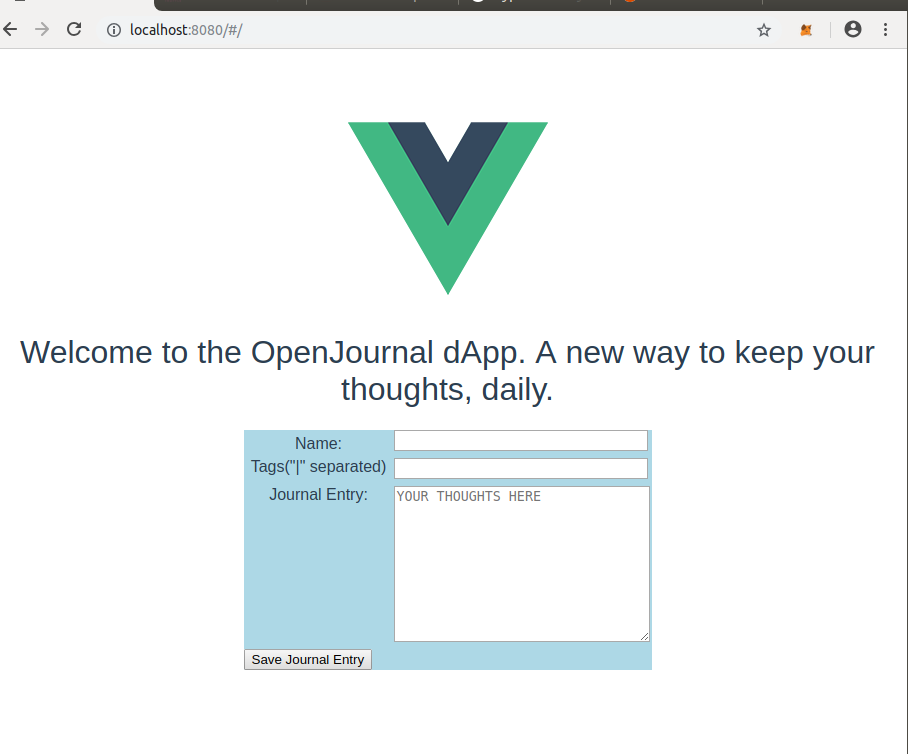 localhost:8080/#/
Welcome to the OpenJournal dApp. A new way to keep your
thoughts, daily.
Name:
Tags("|" separated)
Journal Entry:
YOUR THOUGHTS HERE
Save Journal Entry